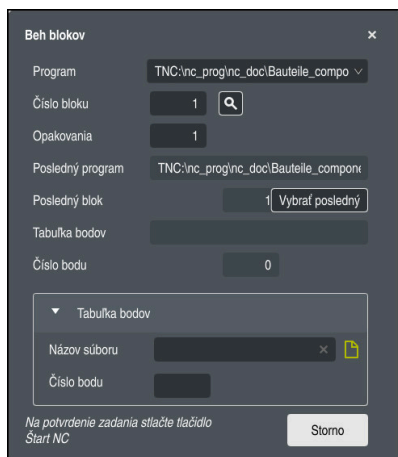 Beh blokov ×
Program TNC:\nc_prog\nc_doc\Bauteile_compo
Číslo bloku 1
Opakovania 1
Posledný program TNC:\nc_prog\nc_doc\Bauteile_compone
Posledný blok 1 Vybrať posledný
Tabuľka bodov
Číslo bodu 0
Tabuľka bodov
Názov súboru ×
Číslo bodu
Na potvrdenie zadania stlačte tlačidlo
Štart NC
Storno